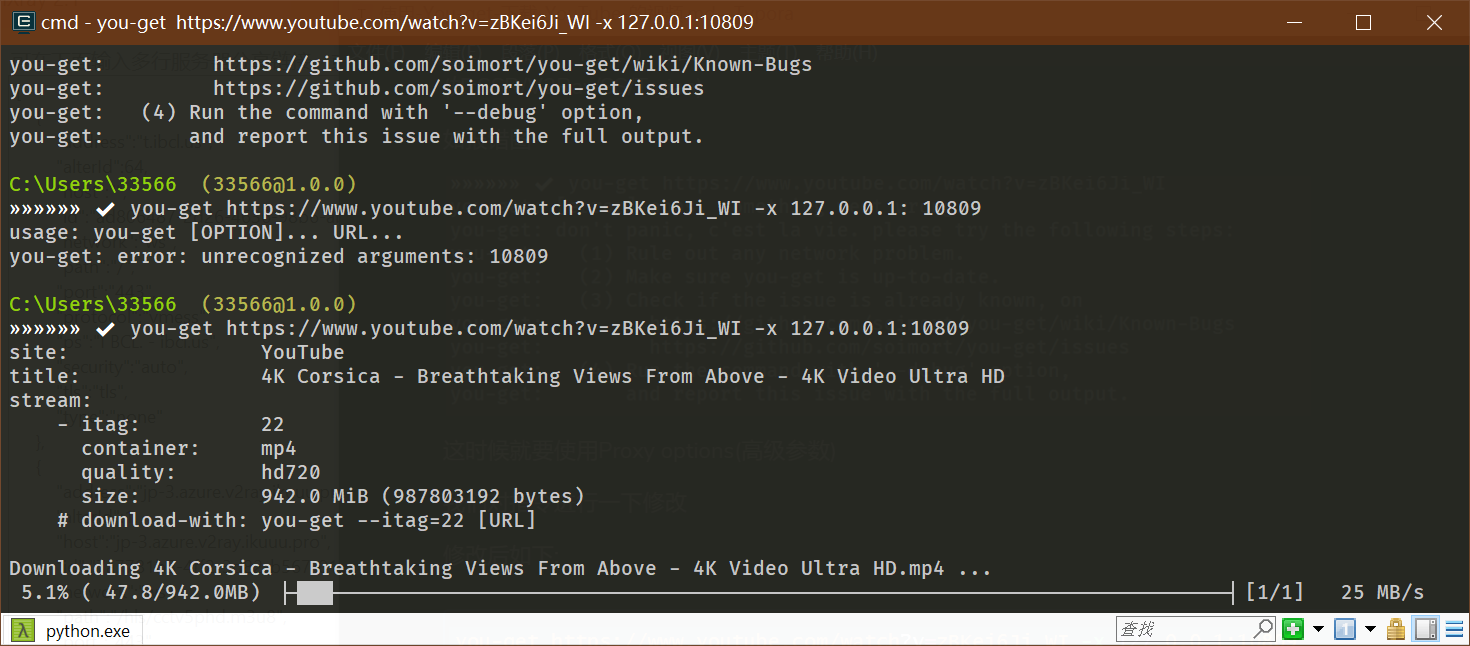 cmd - you-get  https://www.youtube.com/watch?v=zBKei6Ji_WI -x 127.0.0.1:10809
you-get:         https://github.com/soimort/you-get/wiki/Known-Bugs
you-get:         https://github.com/soimort/you-get/issues
you-get:   (4) Run the command with '--debug' option,
you-get:       and report this issue with the full output.
C:\Users\33566  (33566@1.0.0)
»»»»»» ✔ you-get https://www.youtube.com/watch?v=zBKei6Ji_WI -x 127.0.0.1: 10809
usage: you-get [OPTION]... URL...
you-get: error: unrecognized arguments: 10809
C:\Users\33566  (33566@1.0.0)
»»»»»» ✔ you-get https://www.youtube.com/watch?v=zBKei6Ji_WI -x 127.0.0.1:10809
site:                YouTube
title:               4K Corsica - Breathtaking Views From Above - 4K Video Ultra HD
stream:
    - itag:          22
      container:     mp4
      quality:       hd720
      size:          942.0 MiB (987803192 bytes)
    # download-with: you-get --itag=22 [URL]
Downloading 4K Corsica - Breathtaking Views From Above - 4K Video Ultra HD.mp4 ...
 5.1% ( 47.8/942.0MB) [1/1]   25 MB/s
python.exe
查找
1